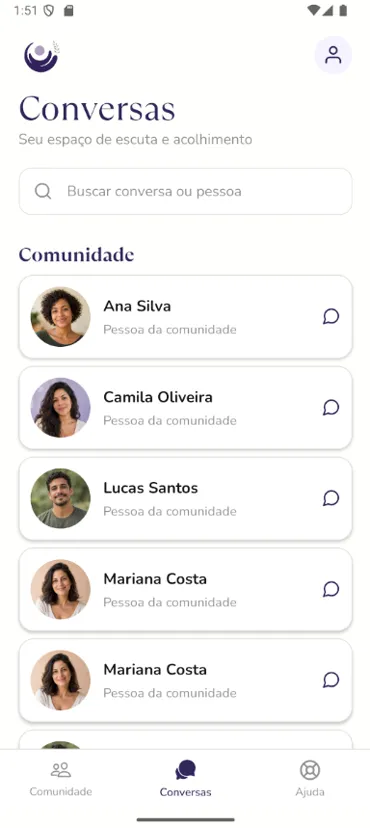 1:51
Conversas
Seu espaço de escuta e acolhimento
Buscar conversa ou pessoa
Comunidade
Ana Silva
Pessoa da comunidade
Camila Oliveira
Pessoa da comunidade
Lucas Santos
Pessoa da comunidade
Mariana Costa
Pessoa da comunidade
Mariana Costa
Pessoa da comunidade
Comunidade
Conversas
Ajuda